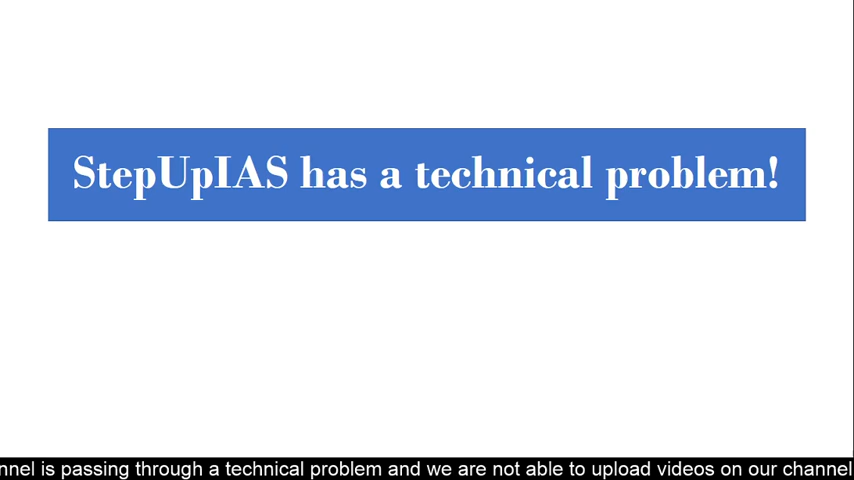 StepUpIAS has a technical problem!
is passing through a technical problem and we are not able to upload videos on our channel